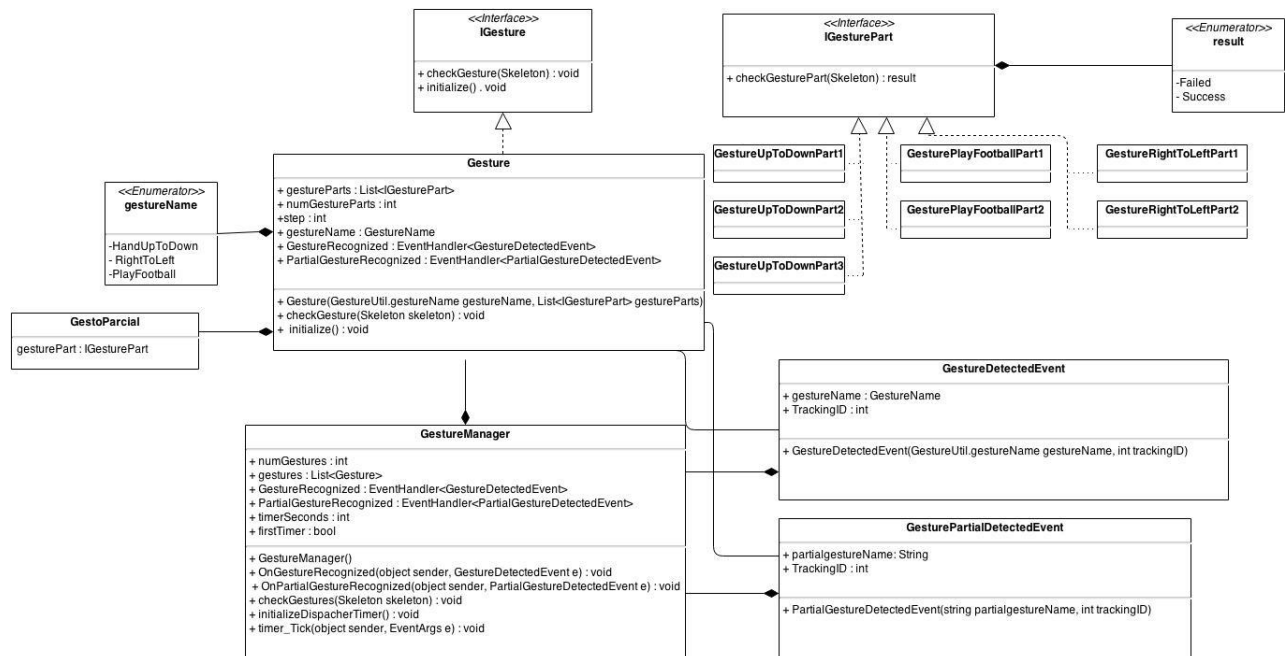 <<Interface>>
IGesture
+ checkGesture(Skeleton) : void
+ initialize() . void
<<Interface>>
IGesturePart
+ checkGesturePart(Skeleton) : result
<<Enumerator>>
result
-Failed
- Success
GestureUpToDownPart1
GesturePlayFootballPart1
GestureRightToLeftPart1
GestureUpToDownPart2
GesturePlayFootballPart2
GestureRightToLeftPart2
GestureUpToDownPart3
Gesture
+ gestureParts : List<IGesturePart>
+ numGestureParts : int
+step : int
+ gestureName : GestureName
+ GestureRecognized : EventHandler<GestureDetectedEvent>
+ PartialGestureRecognized : EventHandler<PartialGestureDetectedEvent>
+ Gesture(GestureUtil.gestureName gestureName, List<IGesturePart> gestureParts)
+ checkGesture(Skeleton skeleton) : void
+ initialize() : void
<<Enumerator>>
gestureName
-HandUpToDown
- RightToLeft
-PlayFootball
GestoParcial
gesturePart : IGesturePart
GestureManager
+ numGestures : int
+ gestures : List<Gesture>
+ GestureRecognized : EventHandler<GestureDetectedEvent>
+ PartialGestureRecognized : EventHandler<PartialGestureDetectedEvent>
+ timerSeconds : int
+ firstTimer : bool
+ GestureManager()
+ OnGestureRecognized(object sender, GestureDetectedEvent e) : void
+ OnPartialGestureRecognized(object sender, PartialGestureDetectedEvent e) : void
+ checkGestures(Skeleton skeleton) : void
+ initializeDispacherTimer() : void
+ timer_Tick(object sender, EventArgs e) : void
GestureDetectedEvent
+ gestureName : GestureName
+ TrackingID : int
+ GestureDetectedEvent(GestureUtil.gestureName gestureName, int trackingID)
GesturePartialDetectedEvent
+ partialgestureName: String
+ TrackingID : int
+ PartialGestureDetectedEvent(string partialgestureName, int trackingID)